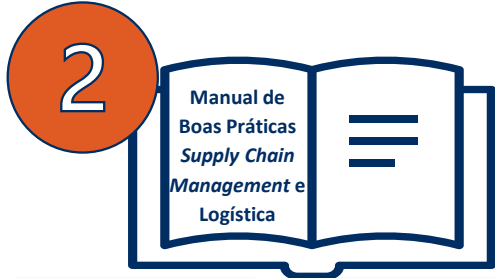 2
Manual de
Boas Práticas
Supply Chain
Management e
Logística